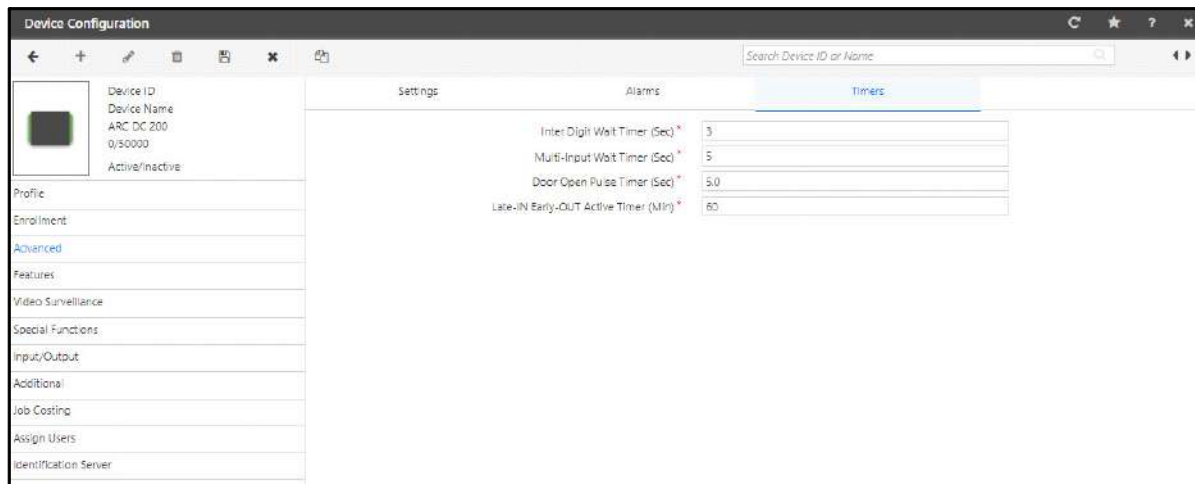 Device Configuration
?
Search Device ID or Name
Device ID
Device Name
ARC DC 200
0/50000
Active/Inactive
Settings Alarms Timers
Inter Digit Wait Timer (Sec) * 3
Multi-Input Wait Timer (Sec) * 5
Door Open Pulse Timer (Sec) * 5.0
Late-IN Early-OUT Active Timer (Min) * 60
Profile
Enrollment
Advanced
Features
Video Surveillance
Special Functions
Input/Output
Additional
Job Costing
Assign Users
Identification Server